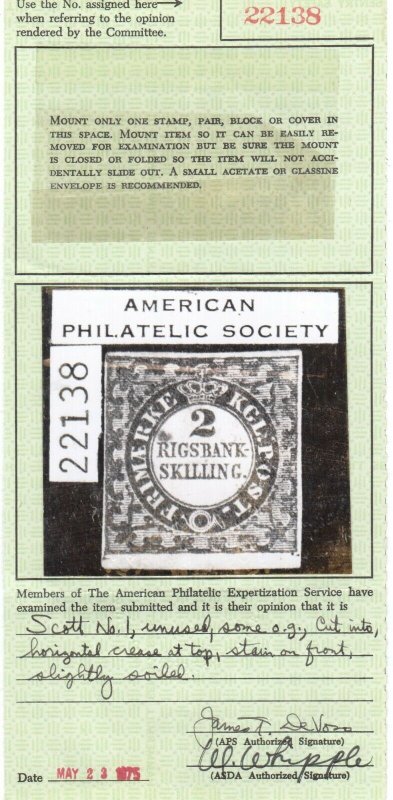 Use the No. assigned here
when referring to the opinion
rendered by the Committee.
22138
MOUNT ONLY ONE STAMP, PAIR, BLOCK OR COVER IN
THIS SPACE. MOUNT ITEM SO IT CAN BE EASILY RE-
MOVED FOR EXAMINATION BUT BE SURE THE MOUNT
IS CLOSED OR FOLDED SO THE ITEM WILL NOT ACCI-
DENTALLY SLIDE OUT. A SMALL ACETATE OR GLASSINE
ENVELOPE IS RECOMMENDED.
AMERICAN
PHILATELIC SOCIETY
22138
FRIMÆRKE KGL. POST.
2
RIGSBANK-
SKILLING.
Members of The American Philatelic Expertization Service have
examined the item submitted and it is their opinion that it is
Scott No. 1, unused, some o.g., Cut into,
horizontal crease at top, stain on front,
slightly soiled.
James T. DeVoss
(APS Authorized Signature)
W. Whipple
(ASDA Authorized Signature)
Date MAY 23 1975